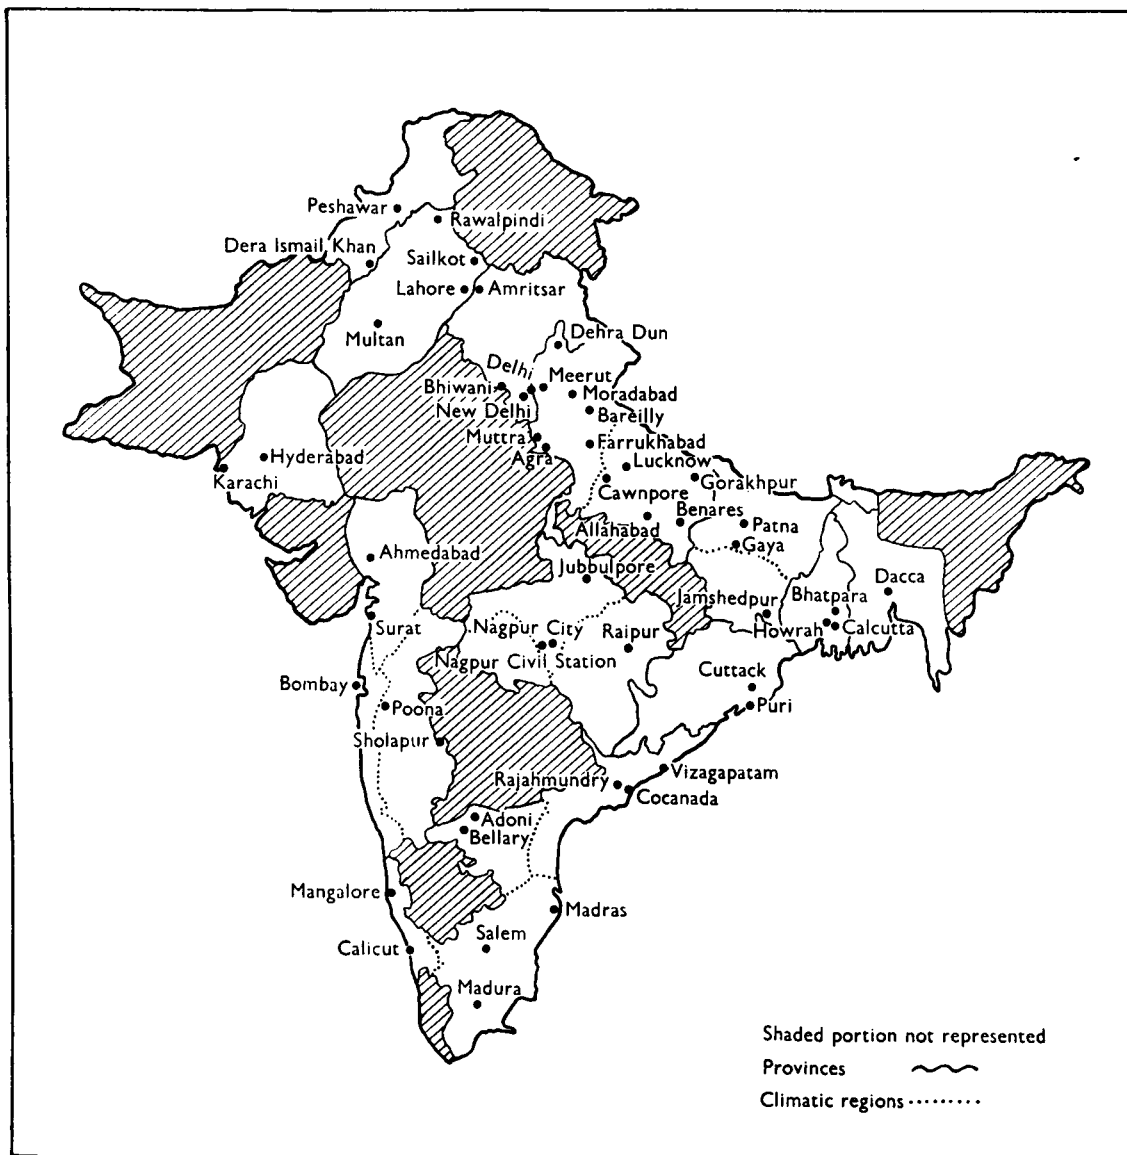 Peshawar
Rawalpindi
Dera Ismail Khan
Sailkot
Lahore
Amritsar
Multan
Dehra Dun
Delhi
Meerut
Bhiwani
Moradabad
New Delhi
Bareilly
Muttra
Farrukhabad
Agra
Hyderabad
Lucknow
Karachi
Gorakhpur
Cawnpore
Benares
Allahabad
Patna
Gaya
Ahmedabad
Jubbulpore
Dacca
Jamshedpur
Bhatpara
Surat
Nagpur City
Raipur
Howrah
Calcutta
Nagpur Civil Station
Cuttack
Bombay
Poona
Puri
Sholapur
Rajahmundry
Vizagapatam
Cocanada
Adoni
Bellary
Mangalore
Madras
Calicut
Salem
Madura
Shaded portion not represented
Provinces
Climatic regions